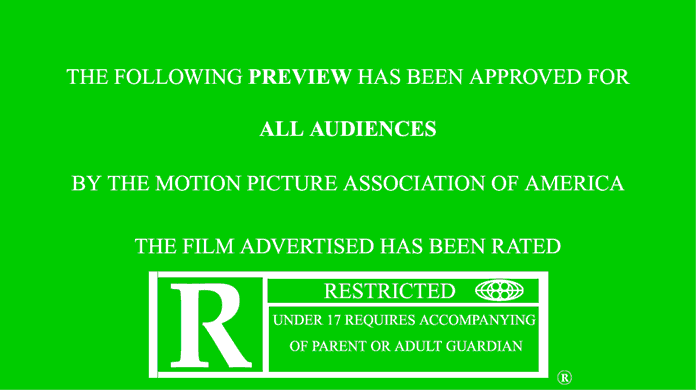 THE FOLLOWING PREVIEW HAS BEEN APPROVED FOR
ALL AUDIENCES
BY THE MOTION PICTURE ASSOCIATION OF AMERICA
THE FILM ADVERTISED HAS BEEN RATED
R
RESTRICTED
UNDER 17 REQUIRES ACCOMPANYING
OF PARENT OR ADULT GUARDIAN
®